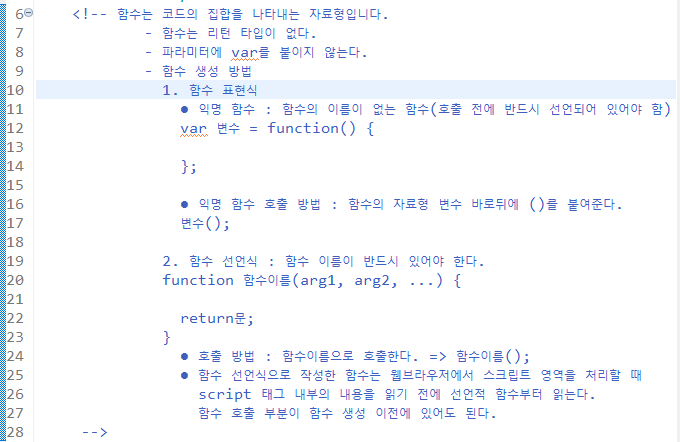 6 <!-- 함수는 코드의 집합을 나타내는 자료형입니다.
7 - 함수는 리턴 타입이 없다.
8 - 파라미터에 var를 붙이지 않는다.
9 - 함수 생성 방법
10 1. 함수 표현식
11 ● 익명 함수 : 함수의 이름이 없는 함수(호출 전에 반드시 선언되어 있어야 함)
12 var 변수 = function() {
13
14 };
15
16 ● 익명 함수 호출 방법 : 함수의 자료형 변수 바로뒤에 ()를 붙여준다.
17 변수();
18
19 2. 함수 선언식 : 함수 이름이 반드시 있어야 한다.
20 function 함수이름(arg1, arg2, ...) {
21
22 return문;
23 }
24 ● 호출 방법 : 함수이름으로 호출한다. => 함수이름();
25 ● 함수 선언식으로 작성한 함수는 웹브라우저에서 스크립트 영역을 처리할 때
26 script 태그 내부의 내용을 읽기 전에 선언적 함수부터 읽는다.
27 함수 호출 부분이 함수 생성 이전에 있어도 된다.
28 -->